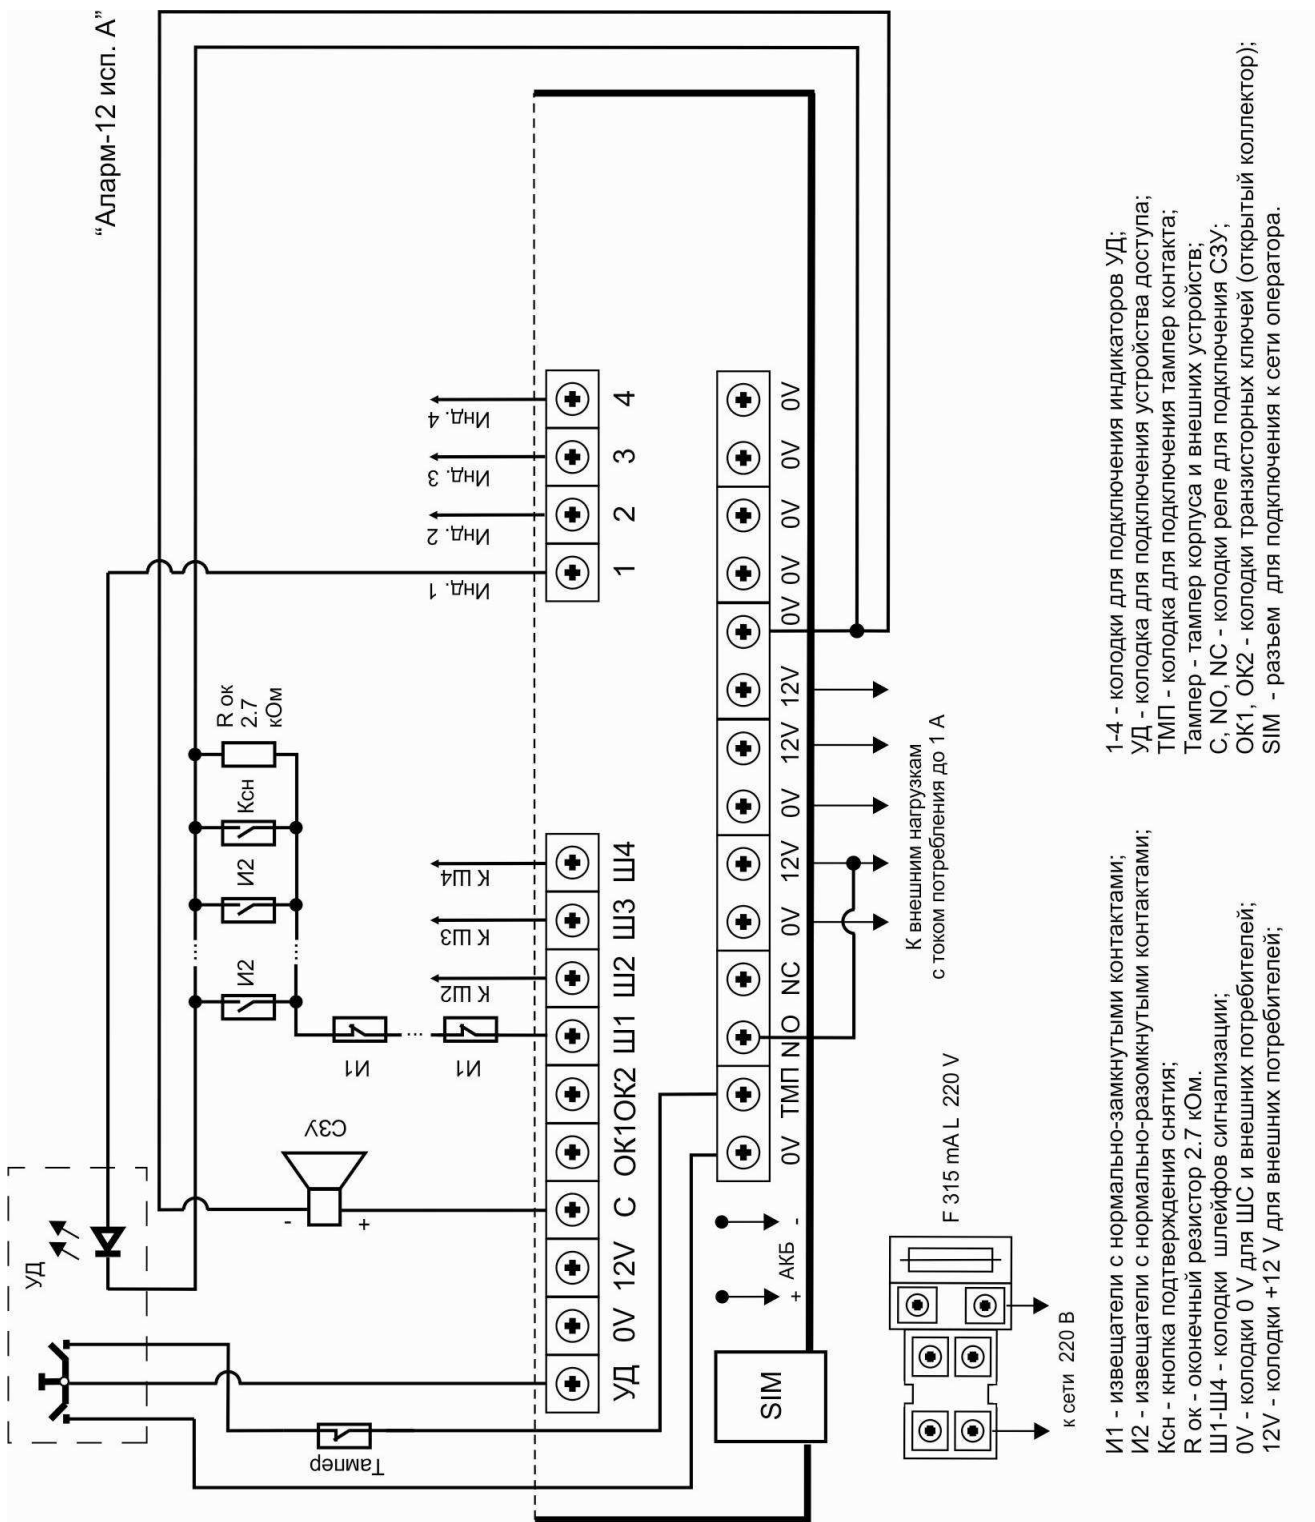 "Аларм-12 исп. А"
УД
Тампер
СЗУ
-
+
И1
И1
И2
И2
Ксн
R ок
2.7
кОм
К Ш2
К Ш3
К Ш4
Инд. 1
Инд. 2
Инд. 3
Инд. 4
УД 0V 12V С ОК1 ОК2 Ш1 Ш2 Ш3 Ш4
1 2 3 4
SIM
+ АКБ -
0V ТМП NO NC 0V 12V 0V 12V 12V 0V 0V 0V 0V 0V
К внешним нагрузкам
с током потребления до 1 А
F 315 mA L 220 V
к сети 220 В
И1 - извещатели с нормально-замкнутыми контактами;
И2 - извещатели с нормально-разомкнутыми контактами;
Ксн - кнопка подтверждения снятия;
R ок - оконечный резистор 2.7 кОм.
Ш1-Ш4 - колодки шлейфов сигнализации;
0V - колодки 0 V для ШС и внешних потребителей;
12V - колодки +12 V для внешних потребителей;
1-4 - колодки для подключения индикаторов УД;
УД - колодка для подключения устройства доступа;
ТМП - колодка для подключения тампер контакта;
Тампер - тампер корпуса и внешних устройств;
C, NO, NC - колодки реле для подключения СЗУ;
ОК1, ОК2 - колодки транзисторных ключей (открытый коллектор);
SIM - разъем для подключения к сети оператора.